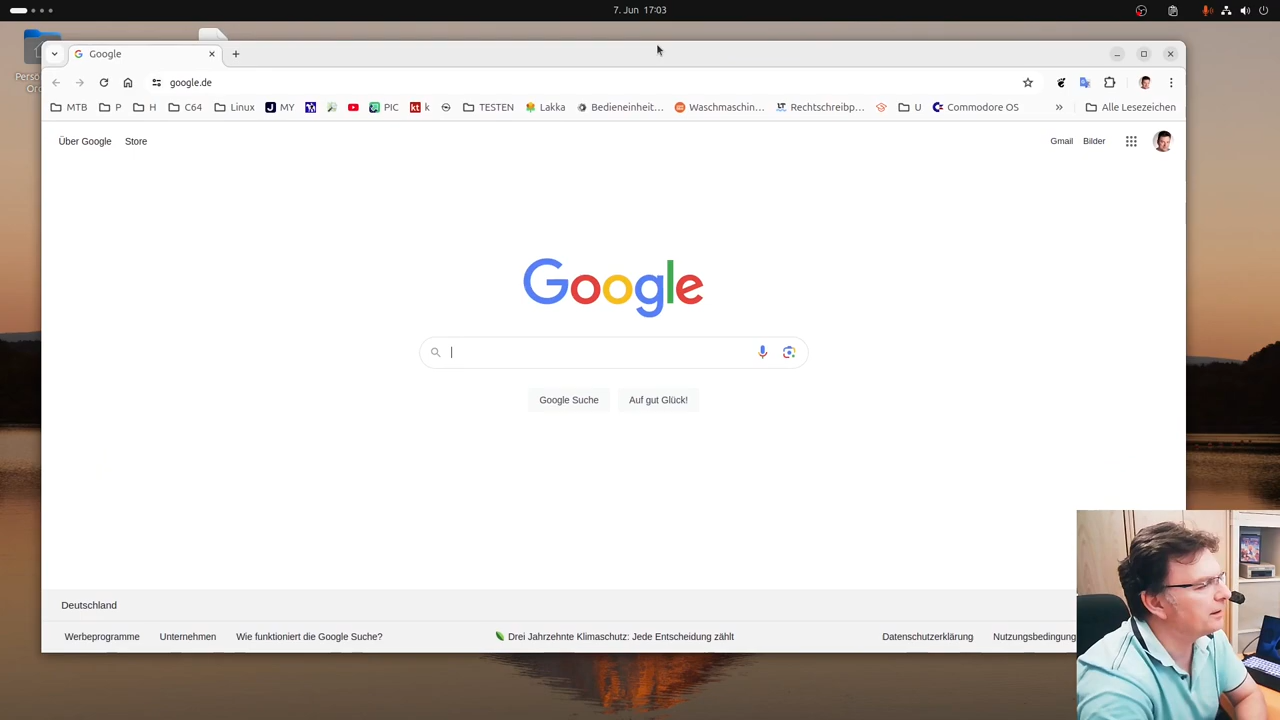 7. Jun 17:03
Google
google.de
MTB P H C64 Linux MY PIC k TESTEN Lakka Bedieneinheit… Waschmaschin… Rechtschreibp… U Commodore OS » Alle Lesezeichen
Über Google Store
Gmail Bilder
Google
Google Suche Auf gut Glück!
Deutschland
Werbeprogramme Unternehmen Wie funktioniert die Google Suche? Drei Jahrzehnte Klimaschutz: Jede Entscheidung zählt Datenschutzerklärung